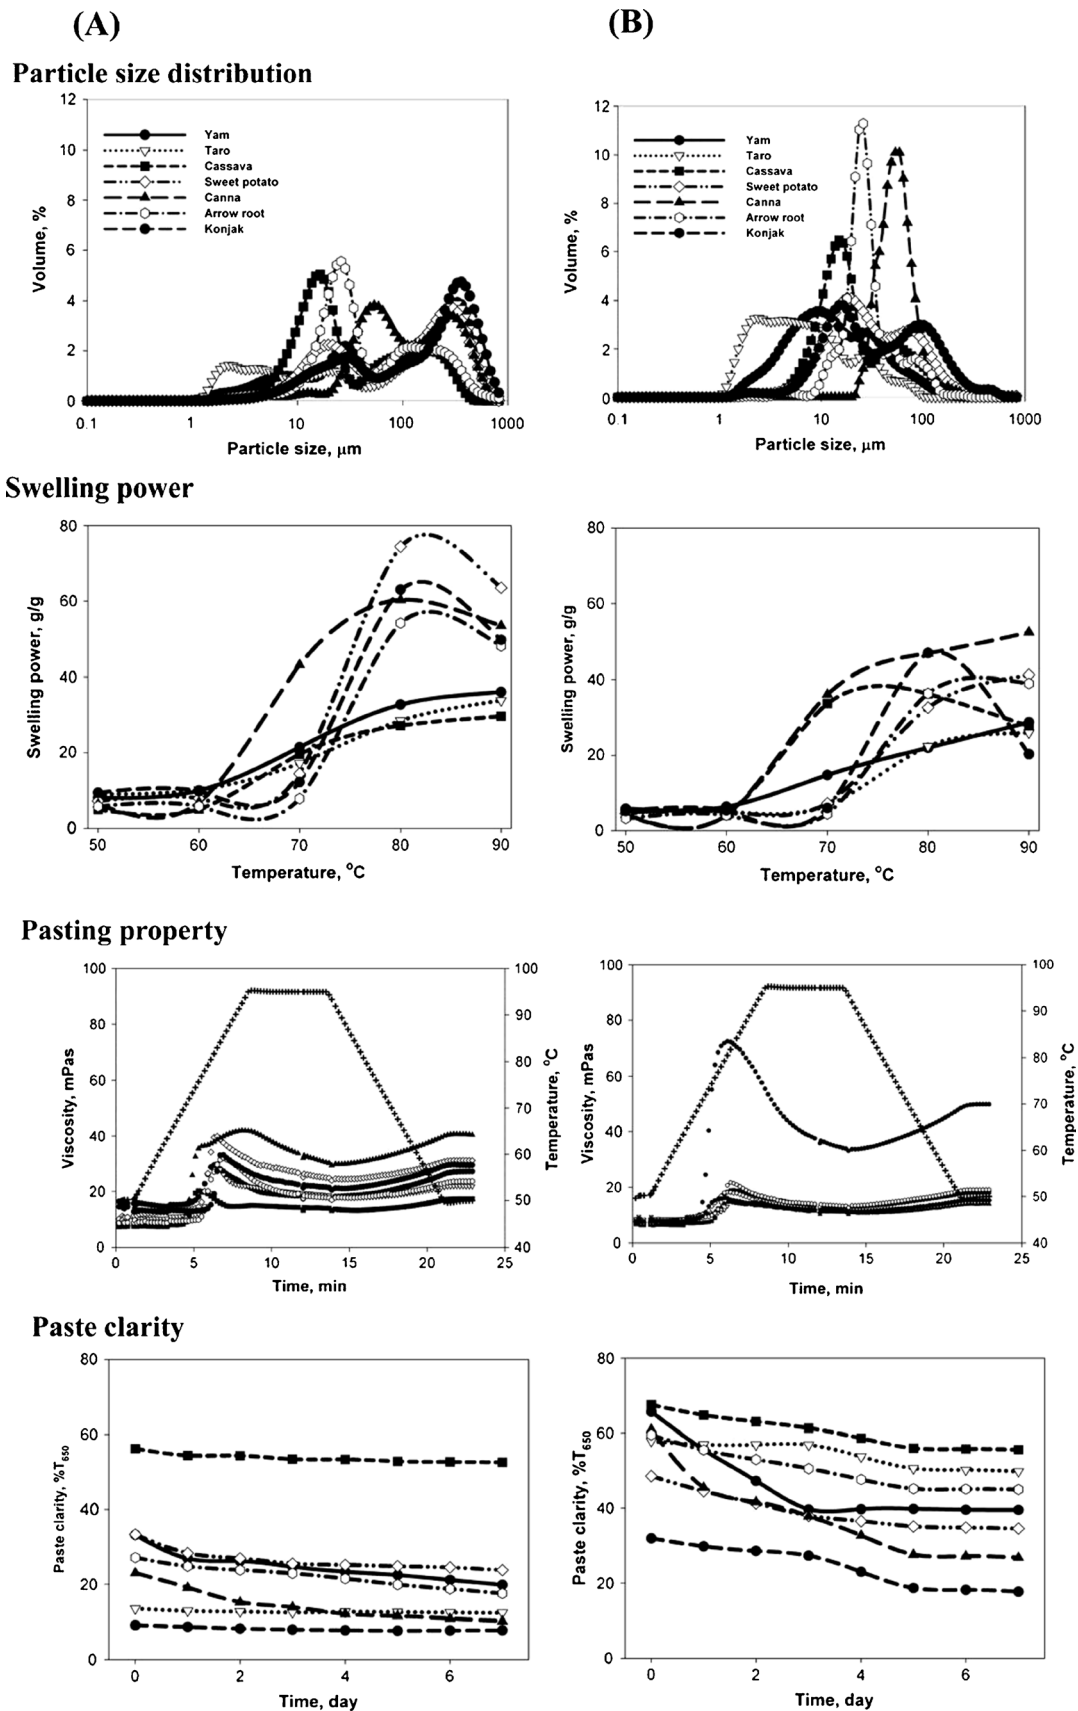 (A)
(B)
Particle size distribution
12
10
8
6
4
2
0
Volume, %
Yam
Taro
Cassava
Sweet potato
Canna
Arrow root
Konjak
0.1
1
10
100
1000
Particle size, μm
12
10
8
6
4
2
0
Volume, %
Yam
Taro
Cassava
Sweet potato
Canna
Arrow root
Konjak
0.1
1
10
100
1000
Particle size, μm
Swelling power
80
60
40
20
0
Swelling power, g/g
50
60
70
80
90
Temperature, °C
80
60
40
20
0
Swelling power, g/g
50
60
70
80
90
Temperature, °C
Pasting property
100
80
60
40
20
0
Viscosity, mPas
100
90
80
70
60
50
40
Temperature, °C
0
5
10
15
20
25
Time, min
100
80
60
40
20
0
Viscosity, mPas
100
90
80
70
60
50
40
Temperature, °C
0
5
10
15
20
25
Time, min
Paste clarity
80
60
40
20
0
Paste clarity, %T650
0
2
4
6
Time, day
80
60
40
20
0
Paste clarity, %T650
0
2
4
6
Time, day